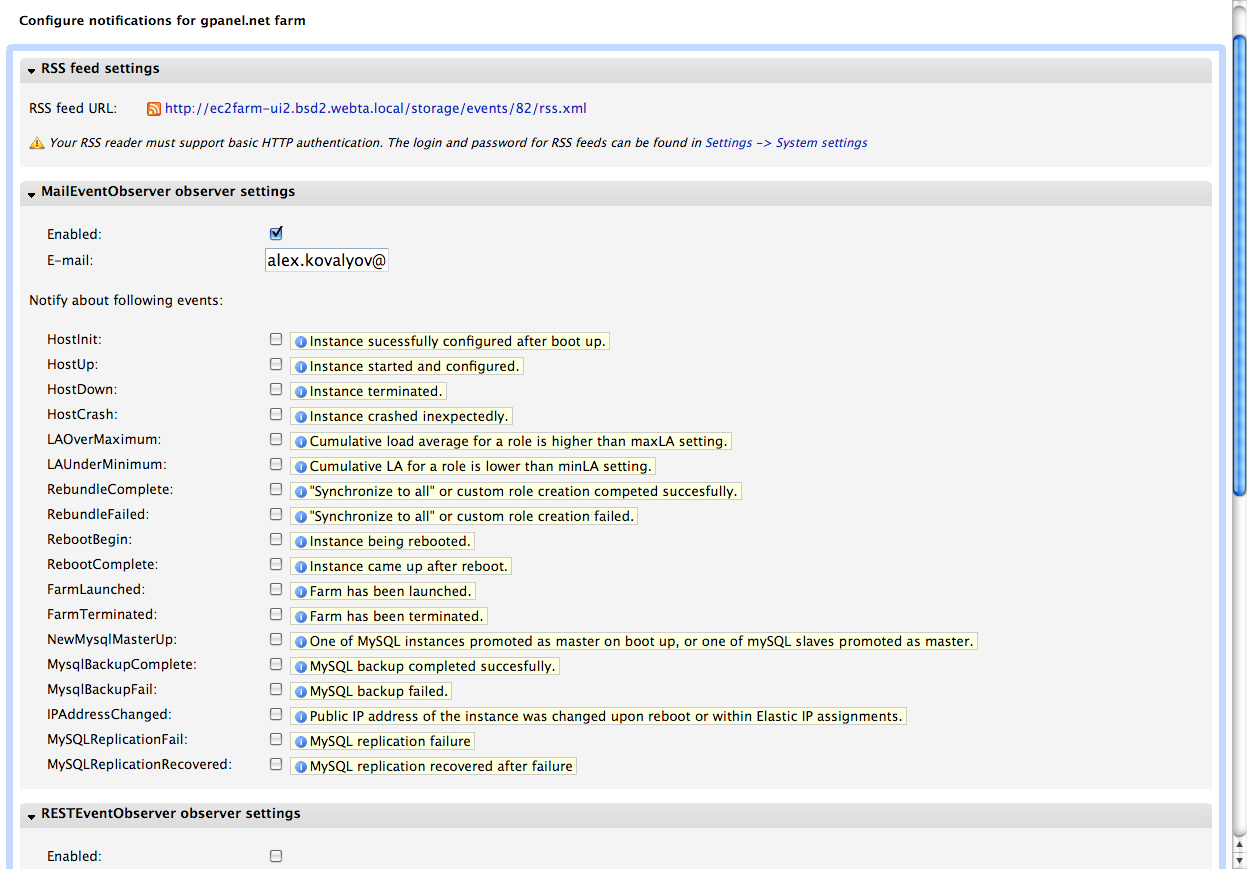 Configure notifications for gpanel.net farm
RSS feed settings
RSS feed URL: http://ec2farm-ui2.bsd2.webta.local/storage/events/82/rss.xml
Your RSS reader must support basic HTTP authentication. The login and password for RSS feeds can be found in Settings -> System settings
MailEventObserver observer settings
Enabled:
E-mail: alex.kovalyov@
Notify about following events:
HostInit: Instance sucessfully configured after boot up.
HostUp: Instance started and configured.
HostDown: Instance terminated.
HostCrash: Instance crashed inexpectedly.
LAOverMaximum: Cumulative load average for a role is higher than maxLA setting.
LAUnderMinimum: Cumulative LA for a role is lower than minLA setting.
RebundleComplete: "Synchronize to all" or custom role creation competed succesfully.
RebundleFailed: "Synchronize to all" or custom role creation failed.
RebootBegin: Instance being rebooted.
RebootComplete: Instance came up after reboot.
FarmLaunched: Farm has been launched.
FarmTerminated: Farm has been terminated.
NewMysqlMasterUp: One of MySQL instances promoted as master on boot up, or one of mySQL slaves promoted as master.
MysqlBackupComplete: MySQL backup completed succesfully.
MysqlBackupFail: MySQL backup failed.
IPAddressChanged: Public IP address of the instance was changed upon reboot or within Elastic IP assignments.
MySQLReplicationFail: MySQL replication failure
MySQLReplicationRecovered: MySQL replication recovered after failure
RESTEventObserver observer settings
Enabled: